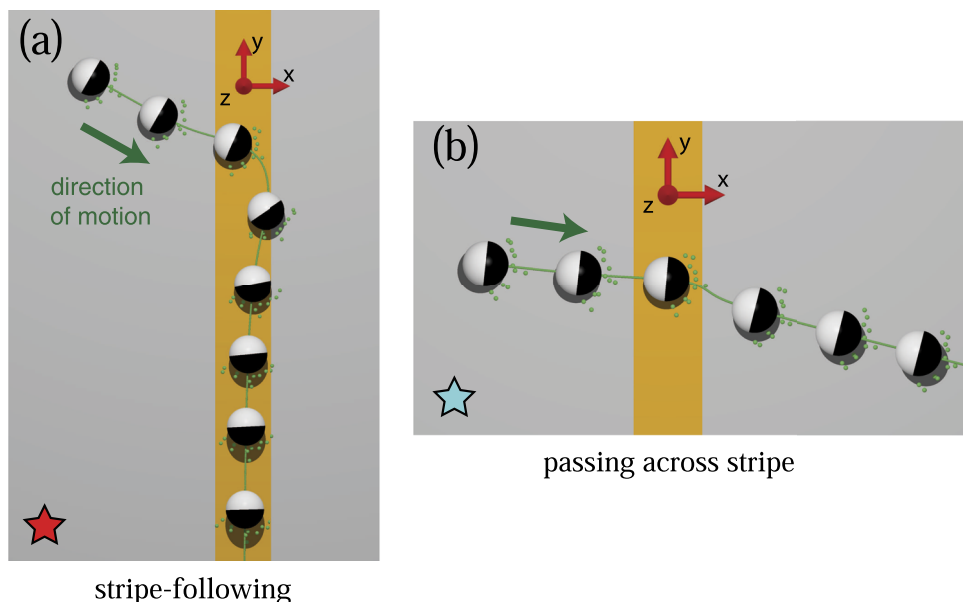 (a)
y
x
z
direction
of motion
stripe-following
(b)
y
x
z
passing across stripe